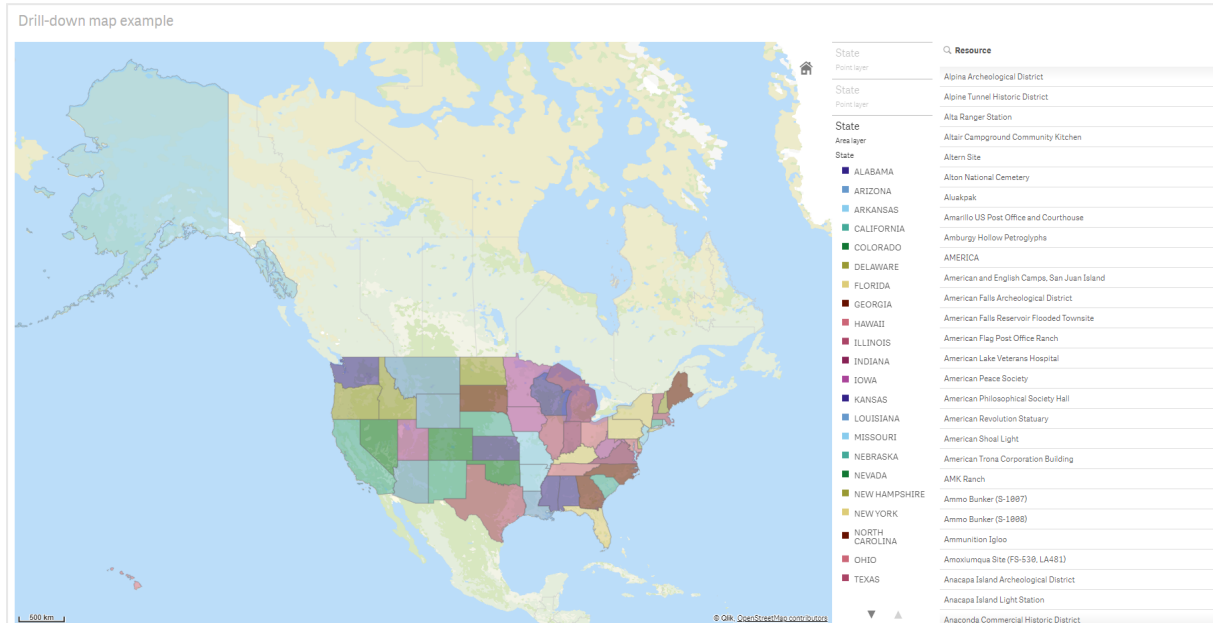 Drill-down map example
State
Point layer
State
Point layer
State
Area layer
State
ALABAMA
ARIZONA
ARKANSAS
CALIFORNIA
COLORADO
DELAWARE
FLORIDA
GEORGIA
HAWAII
ILLINOIS
INDIANA
IOWA
KANSAS
LOUISIANA
MISSOURI
NEBRASKA
NEVADA
NEW HAMPSHIRE
NEW YORK
NORTH
CAROLINA
OHIO
TEXAS
Resource
Alpina Archeological District
Alpine Tunnel Historic District
Alta Ranger Station
Altair Campground Community Kitchen
Altern Site
Alton National Cemetery
Aluakpak
Amarillo US Post Office and Courthouse
Amburgy Hollow Petroglyphs
AMERICA
American and English Camps, San Juan Island
American Falls Archeological District
American Falls Reservoir Flooded Townsite
American Flag Post Office Ranch
American Lake Veterans Hospital
American Peace Society
American Philosophical Society Hall
American Revolution Statuary
American Shoal Light
American Trona Corporation Building
AMK Ranch
Ammo Bunker (S-1007)
Ammo Bunker (S-1008)
Ammunition Igloo
Amoxiumqua Site (FS-530, LA481)
Anacapa Island Archeological District
Anacapa Island Light Station
Anaconda Commercial Historic District
500 km
© Qlik, OpenStreetMap contributors